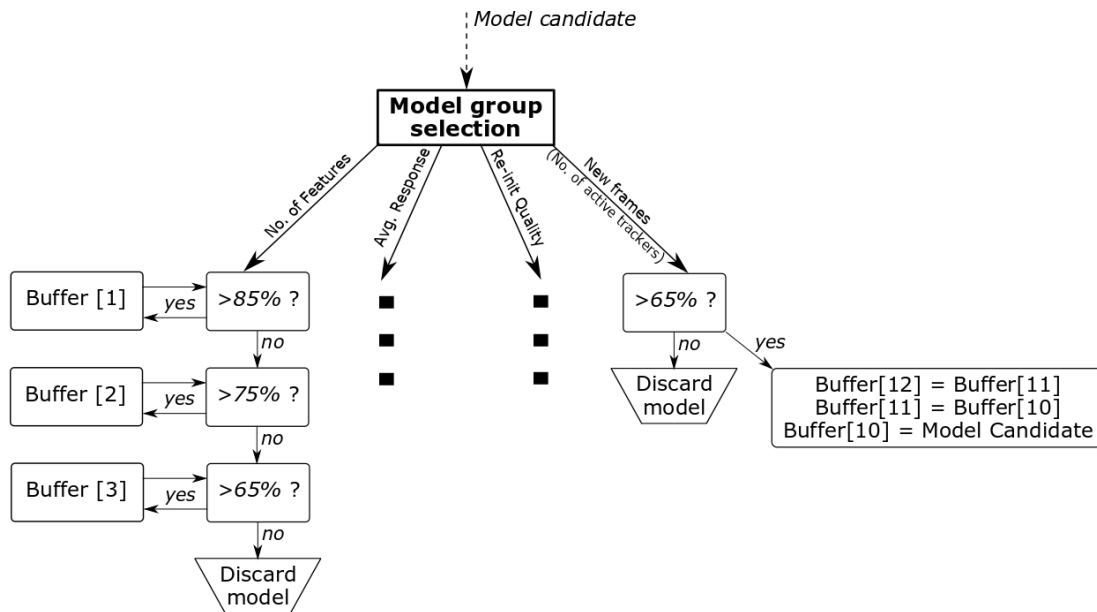 Model candidate
Model group
selection
No. of Features
Avg. Response
Re-init Quality
New frames
(No. of active trackers)
Buffer [1]
yes
>85% ?
>65% ?
no
no
yes
Buffer [2]
yes
>75% ?
Discard
model
Buffer[12] = Buffer[11]
Buffer[11] = Buffer[10]
Buffer[10] = Model Candidate
no
Buffer [3]
yes
>65% ?
no
Discard
model